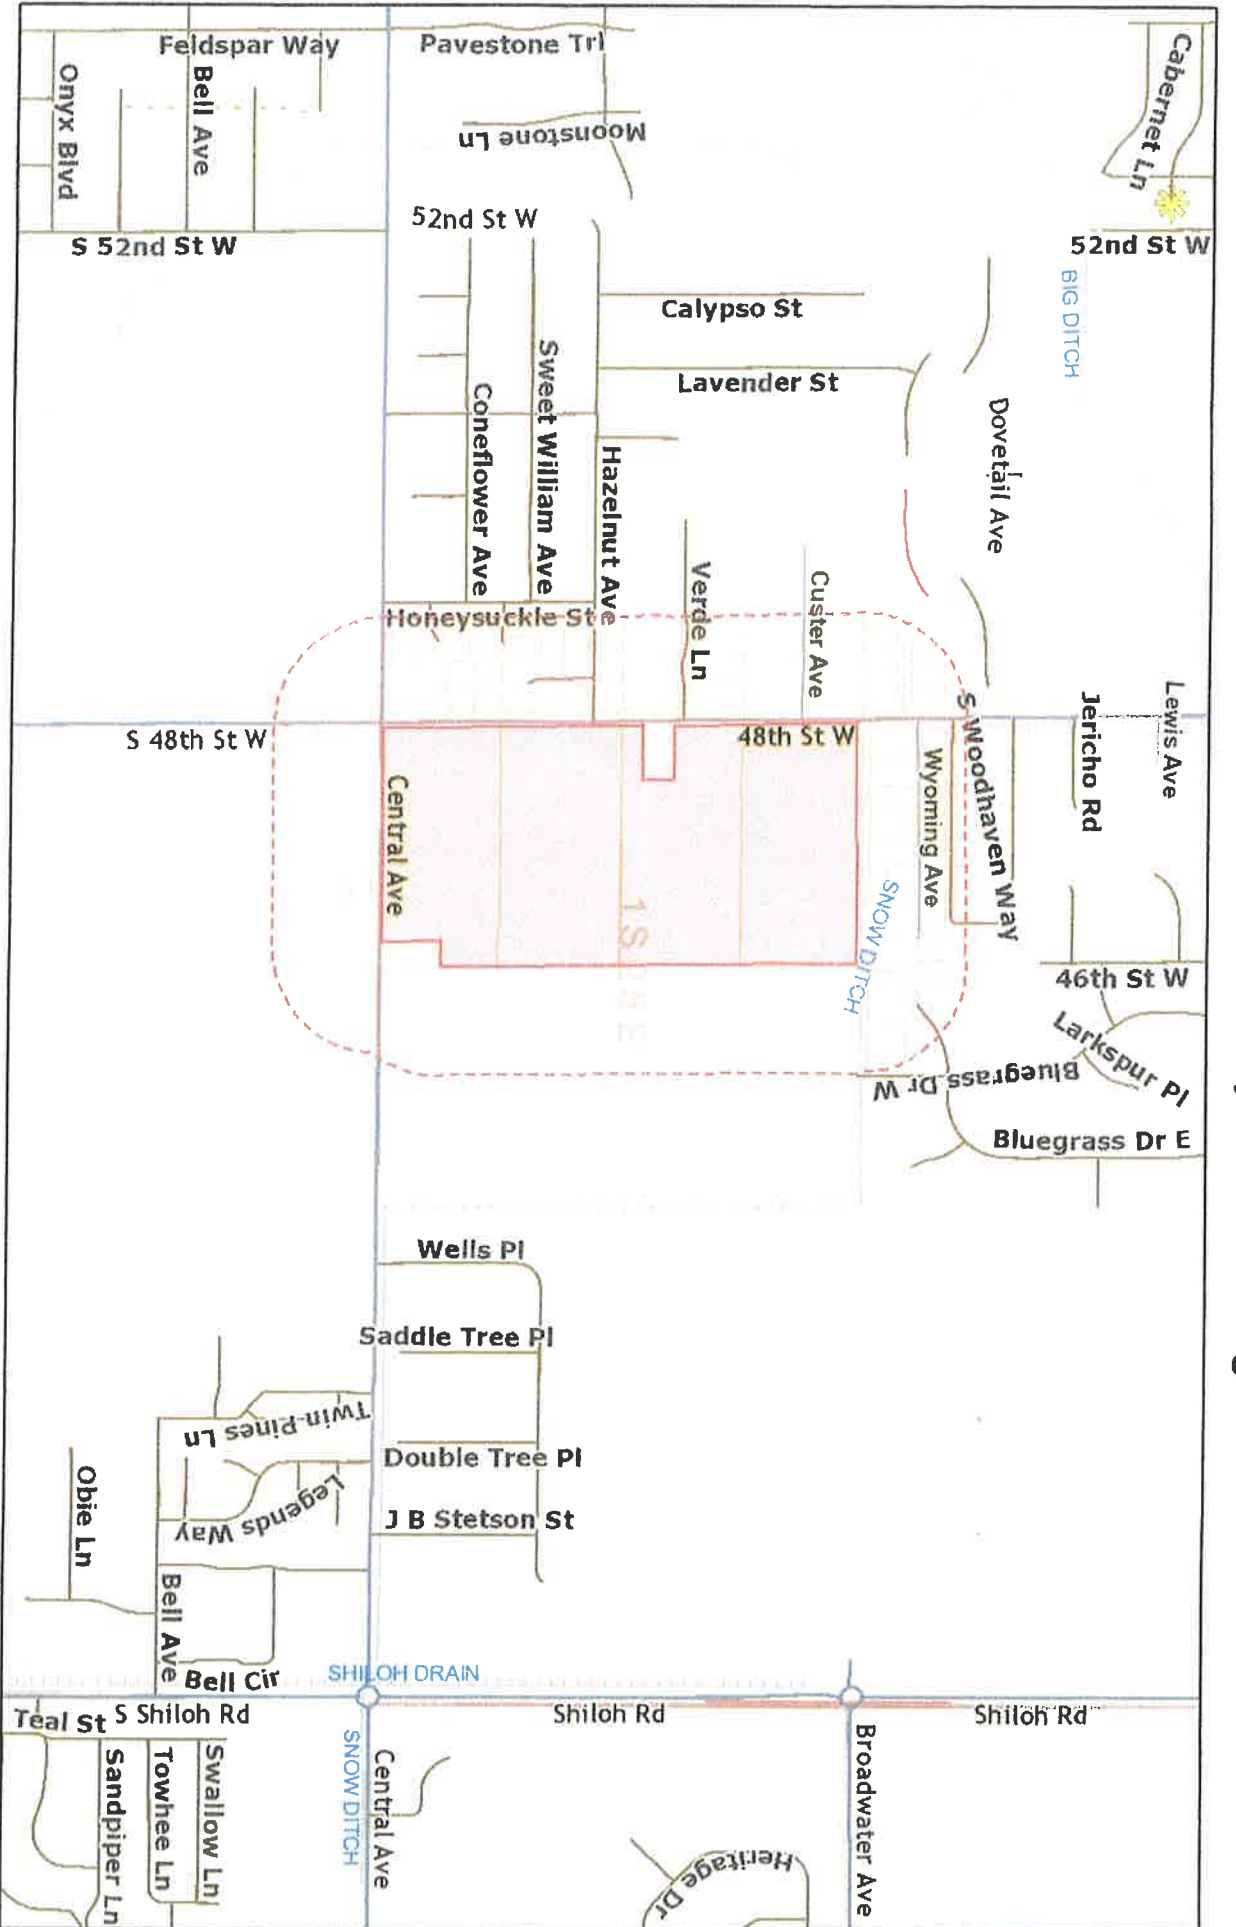 Feldspar Way
Pavestone Trl
Cabernet Ln
Onyx Blvd
Bell Ave
Moonstone Ln
52nd St W
S 52nd St W
52nd St W
BIG DITCH
Calypso St
Lavender St
Sweet William Ave
Coneflower Ave
Dovetail Ave
Hazelnut Ave
Verde Ln
Custer Ave
Honeysuckle St
Lewis Ave
Jericho Rd
S Woodhaven Way
S 48th St W
48th St W
Wyoming Ave
Central Ave
SNOW DITCH
1S 25E
46th St W
Larkspur Pl
Bluegrass Dr W
Bluegrass Dr E
Wells Pl
Saddle Tree Pl
Twin Pines Ln
Double Tree Pl
Legends Way
J B Stetson St
Obie Ln
Bell Ave
Bell Cir
SHILOH DRAIN
Teal St
S Shiloh Rd
Shiloh Rd
Shiloh Rd
Sandpiper Ln
Towhee Ln
Swallow Ln
SNOW DITCH
Central Ave
Broadwater Ave
Heritage Dr